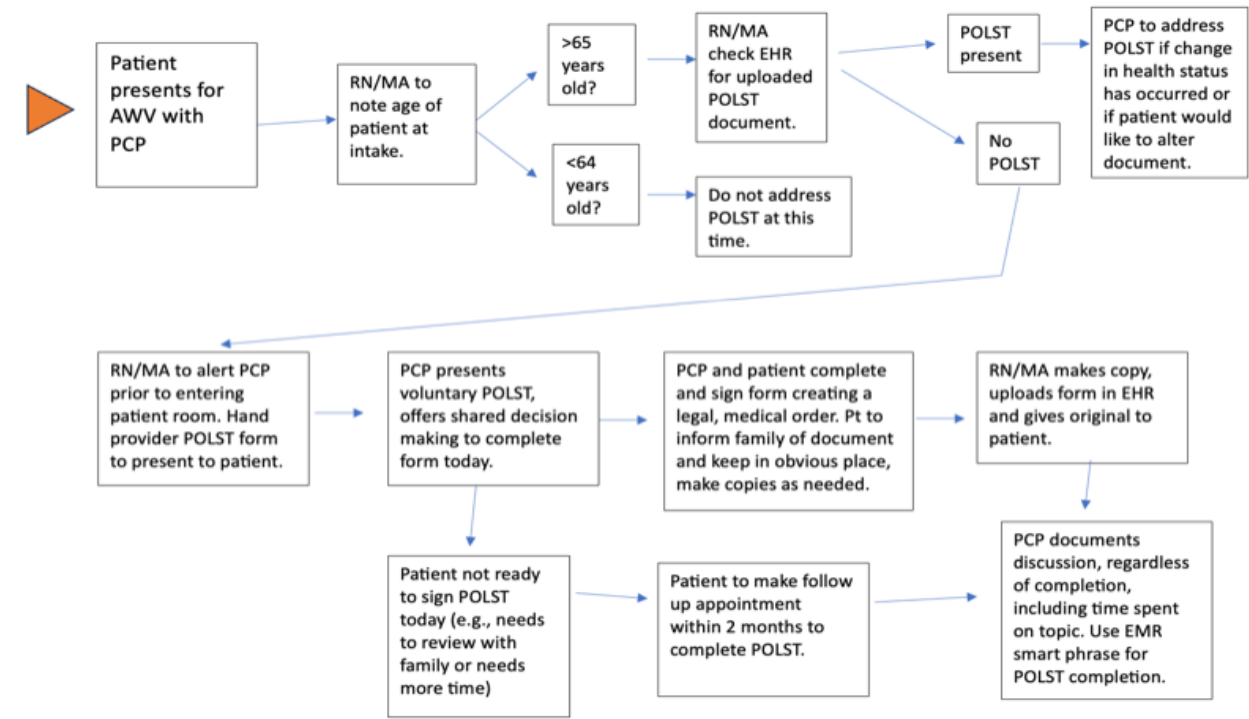 Patient
presents for
AWV with
PCP
RN/MA to
note age of
patient at
intake.
>65
years
old?
<64
years
old?
RN/MA
check EHR
for uploaded
POLST
document.
Do not address
POLST at this
time.
POLST
present
No
POLST
PCP to address
POLST if change
in health status
has occurred or
if patient would
like to alter
document.
RN/MA to alert PCP
prior to entering
patient room. Hand
provider POLST form
to present to patient.
PCP presents
voluntary POLST,
offers shared decision
making to complete
form today.
PCP and patient complete
and sign form creating a
legal, medical order. Pt to
inform family of document
and keep in obvious place,
make copies as needed.
RN/MA makes copy,
uploads form in EHR
and gives original to
patient.
Patient not ready
to sign POLST
today (e.g., needs
to review with
family or needs
more time)
Patient to make follow
up appointment
within 2 months to
complete POLST.
PCP documents
discussion, regardless
of completion,
including time spent
on topic. Use EMR
smart phrase for
POLST completion.